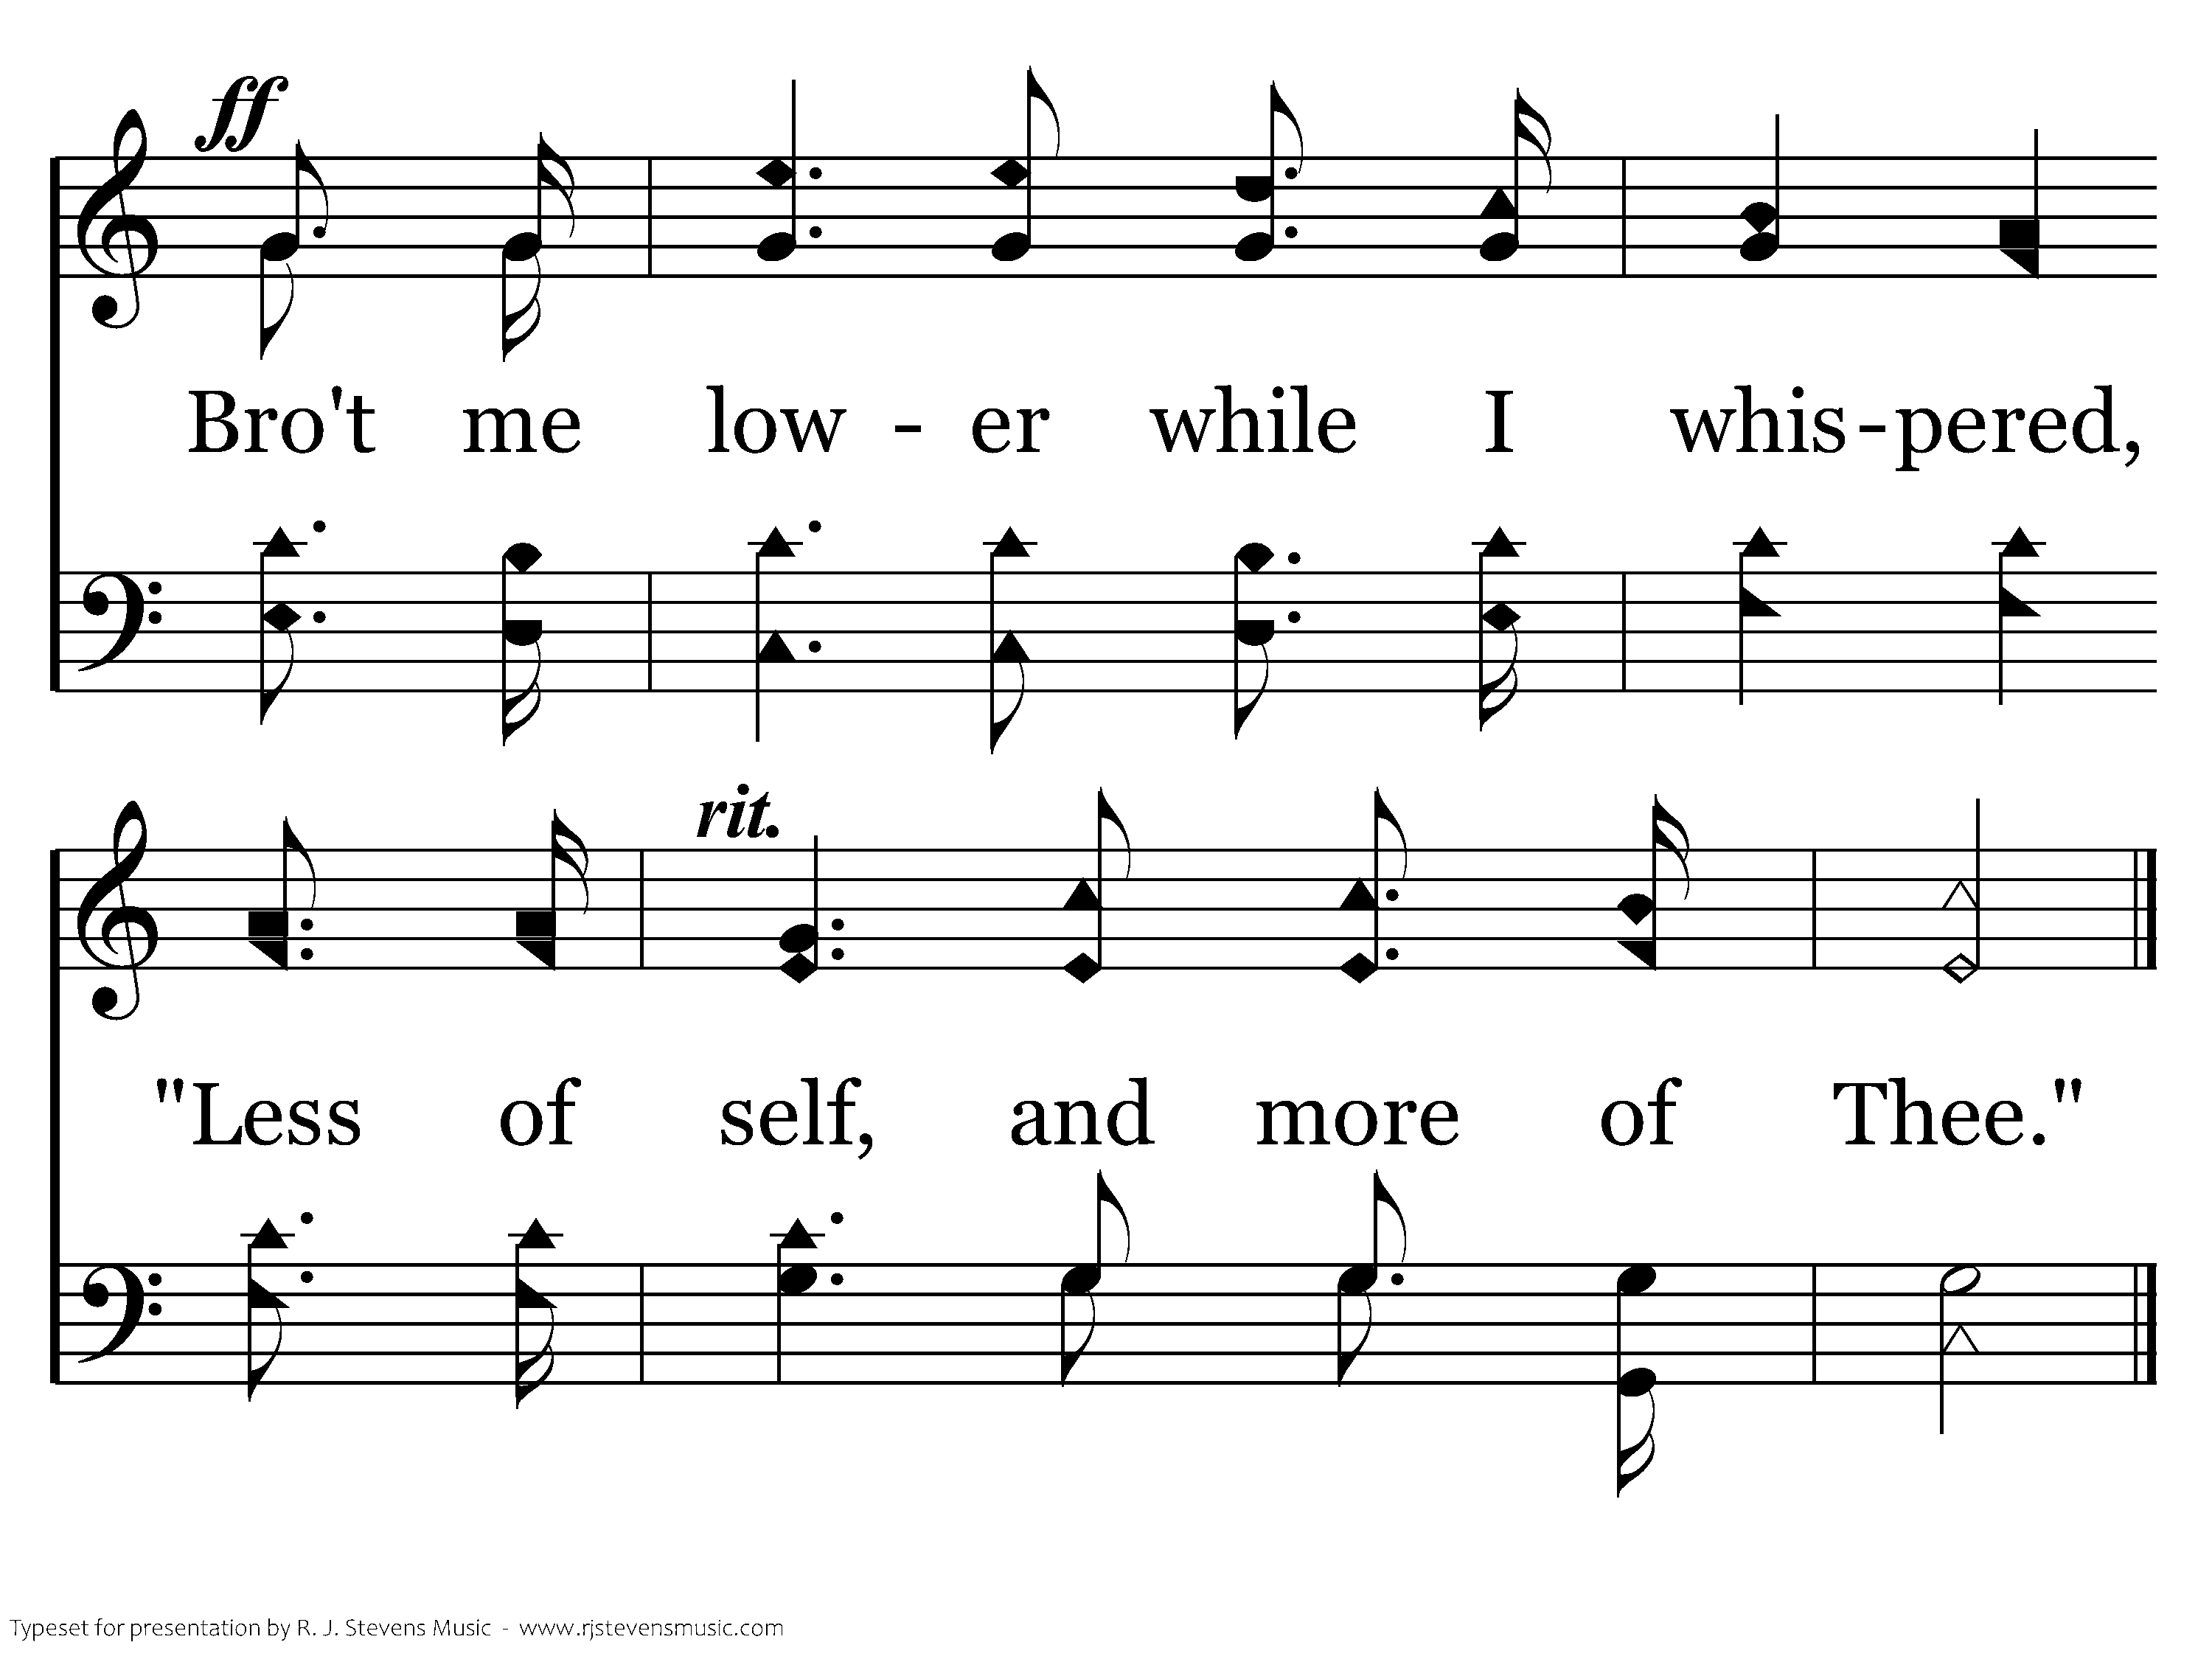 ff
Bro't me low - er while I whis - pered,
rit.
"Less of self, and more of Thee."
Typeset for presentation by R. J. Stevens Music - www.rjstevensmusic.com